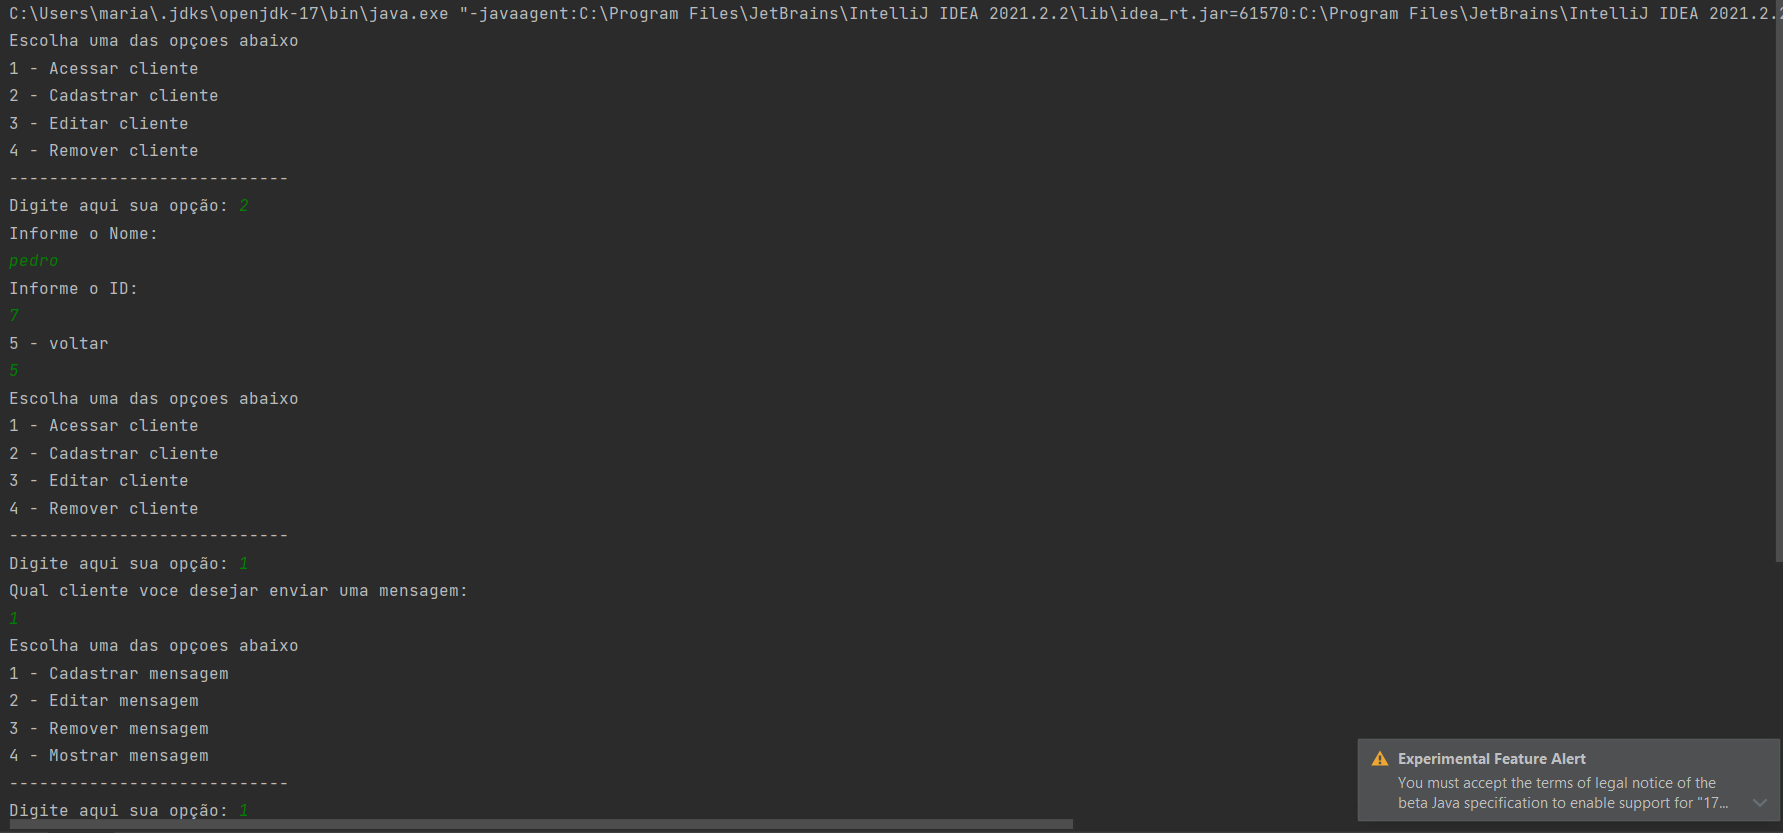 C:\Users\maria\.jdks\openjdk-17\bin\java.exe "-javaagent:C:\Program Files\JetBrains\IntelliJ IDEA 2021.2.2\lib\idea_rt.jar=61570:C:\Program Files\JetBrains\IntelliJ IDEA 2021.2.2
Escolha uma das opçoes abaixo
1 - Acessar cliente
2 - Cadastrar cliente
3 - Editar cliente
4 - Remover cliente
----------------------------
Digite aqui sua opção: 2
Informe o Nome:
pedro
Informe o ID:
7
5 - voltar
5
Escolha uma das opçoes abaixo
1 - Acessar cliente
2 - Cadastrar cliente
3 - Editar cliente
4 - Remover cliente
----------------------------
Digite aqui sua opção: 1
Qual cliente voce desejar enviar uma mensagem:
1
Escolha uma das opçoes abaixo
1 - Cadastrar mensagem
2 - Editar mensagem
3 - Remover mensagem
4 - Mostrar mensagem
----------------------------
Digite aqui sua opção: 1
Experimental Feature Alert
You must accept the terms of legal notice of the
beta Java specification to enable support for "17...